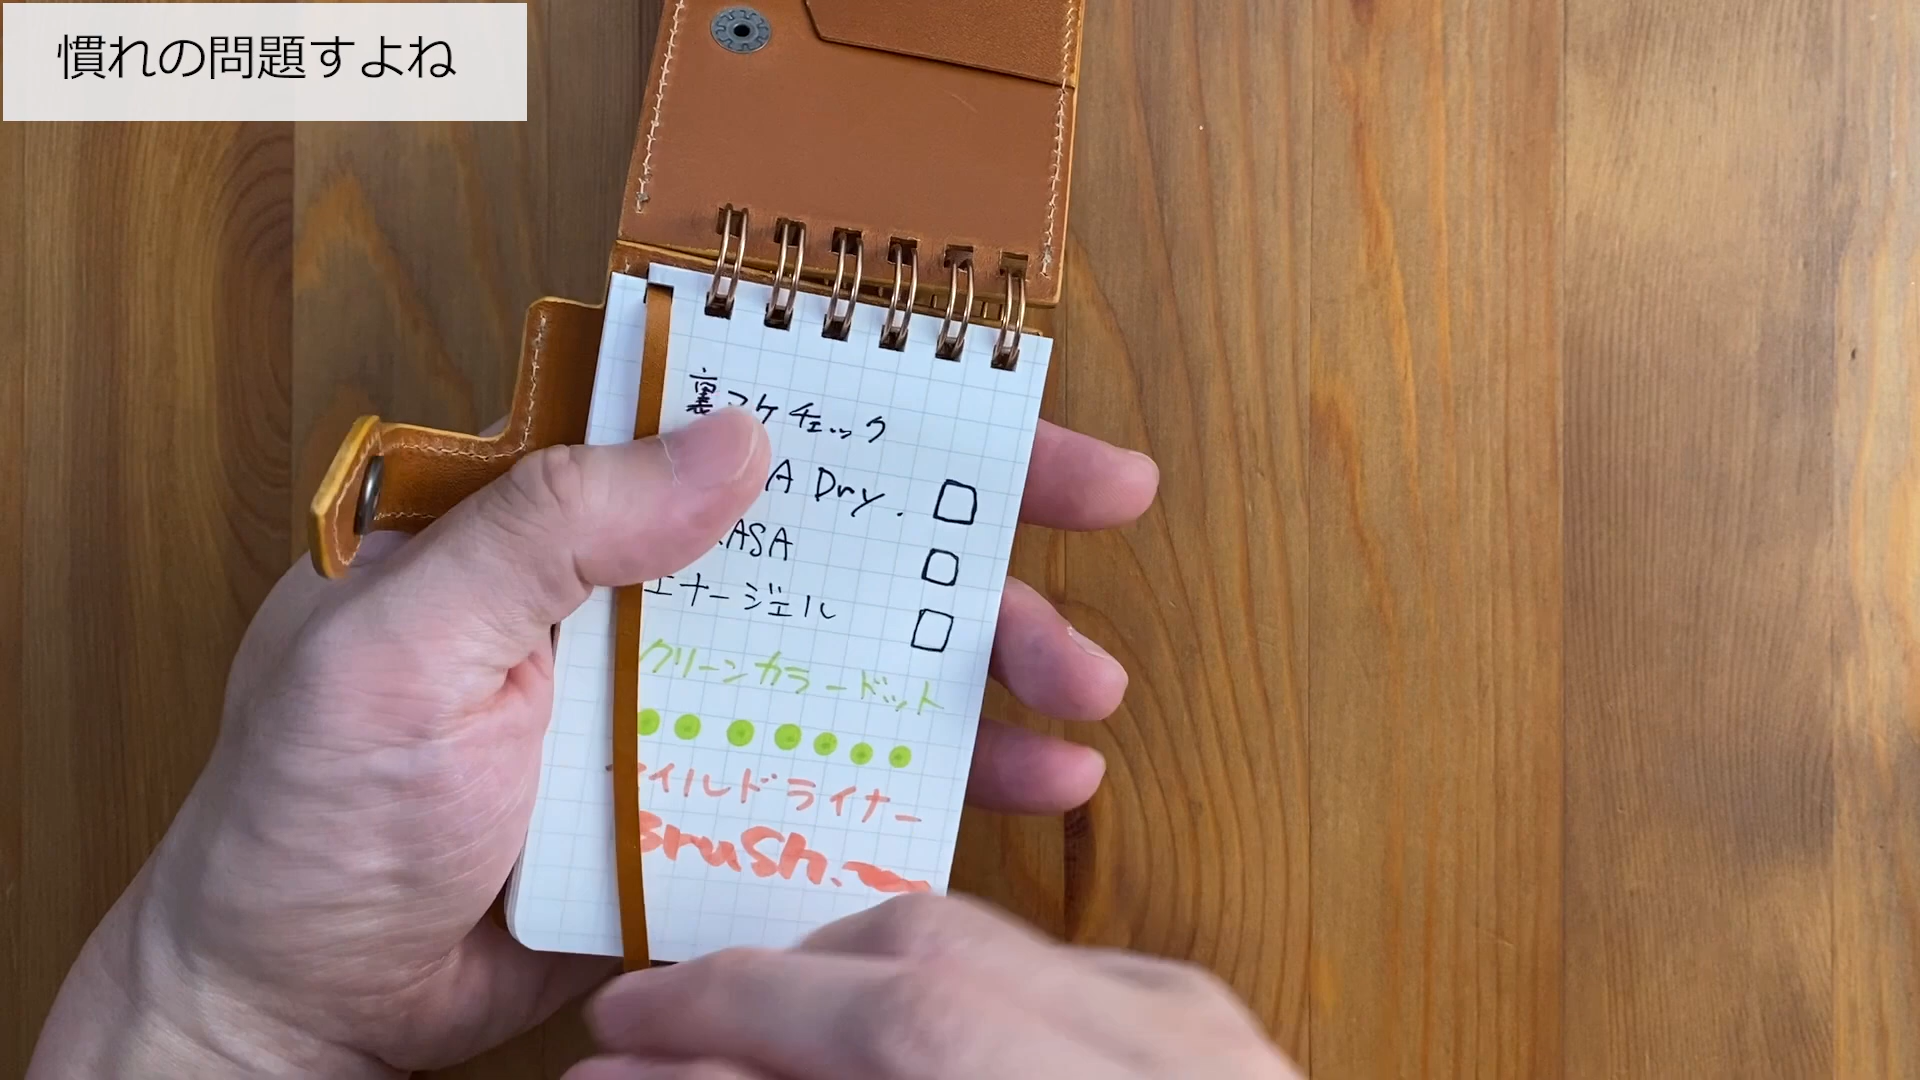 慣れの問題すよね
裏マケチェック
A Dry.
ASA
エナージェル
クリーンカラードット
イルドライナー
Brush.